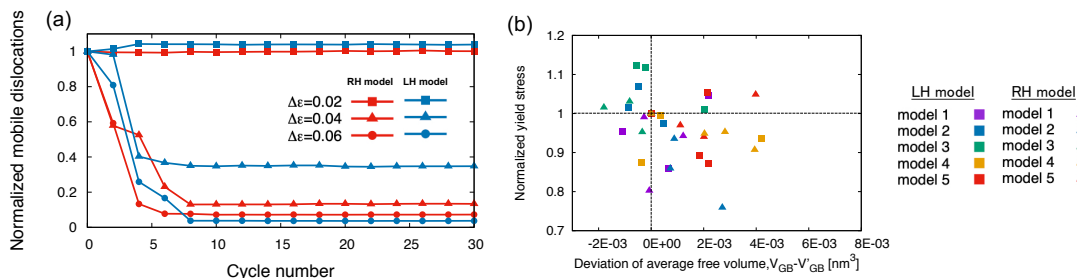 (a)
Normalized mobile dislocations
1.2
1
0.8
0.6
0.4
0.2
0
0 5 10 15 20 25 30
Cycle number
RH model LH model
Δε=0.02
Δε=0.04
Δε=0.06
(b)
Normalized yield stress
1.2
1.1
1
0.9
0.8
0.7
-2E-03 0E+00 2E-03 4E-03 6E-03 8E-03
Deviation of average free volume,V_GB-V'_GB [nm³]
LH model RH model
model 1 model 1
model 2 model 2
model 3 model 3
model 4 model 4
model 5 model 5